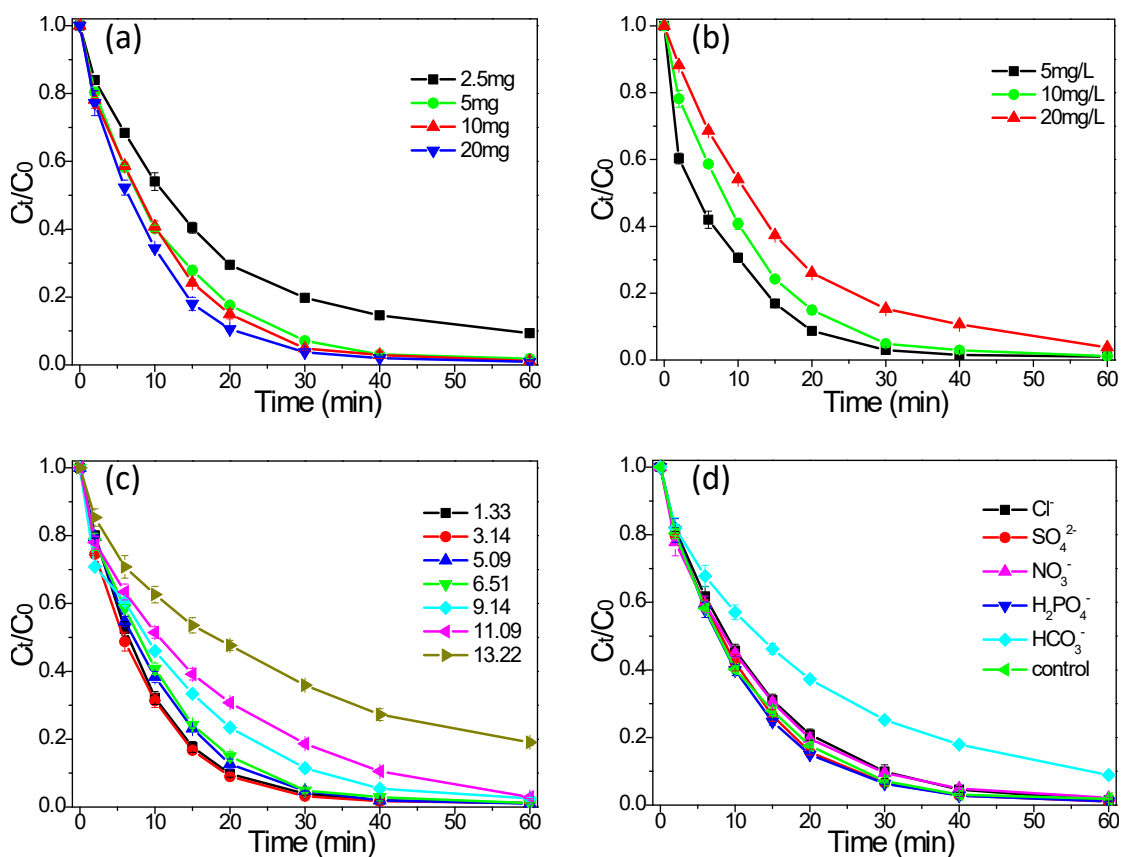 (a)
2.5mg
5mg
10mg
20mg
1.0
0.8
0.6
0.4
0.2
0.0
Ct/C0
0 10 20 30 40 60
Time (min)
(b)
5mg/L
10mg/L
20mg/L
1.0
0.8
0.6
0.4
0.2
0.0
Ct/C0
0 10 20 30 40 60
Time (min)
(c)
1.33
3.14
5.09
6.51
9.14
11.09
13.22
1.0
0.8
0.6
0.4
0.2
0.0
Ct/C0
0 10 20 30 40 60
Time (min)
(d)
Cl⁻
SO₄²⁻
NO₃⁻
H₂PO₄⁻
HCO₃⁻
control
1.0
0.8
0.6
0.4
0.2
0.0
Ct/C0
0 10 20 30 40 60
Time (min)